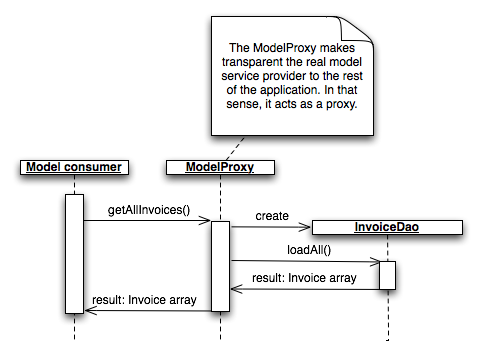 The ModelProxy makes
transparent the real model
service provider to the rest
of the application. In that
sense, it acts as a proxy.
Model consumer
ModelProxy
getAllInvoices()
create
InvoiceDao
loadAll()
result: Invoice array
result: Invoice array